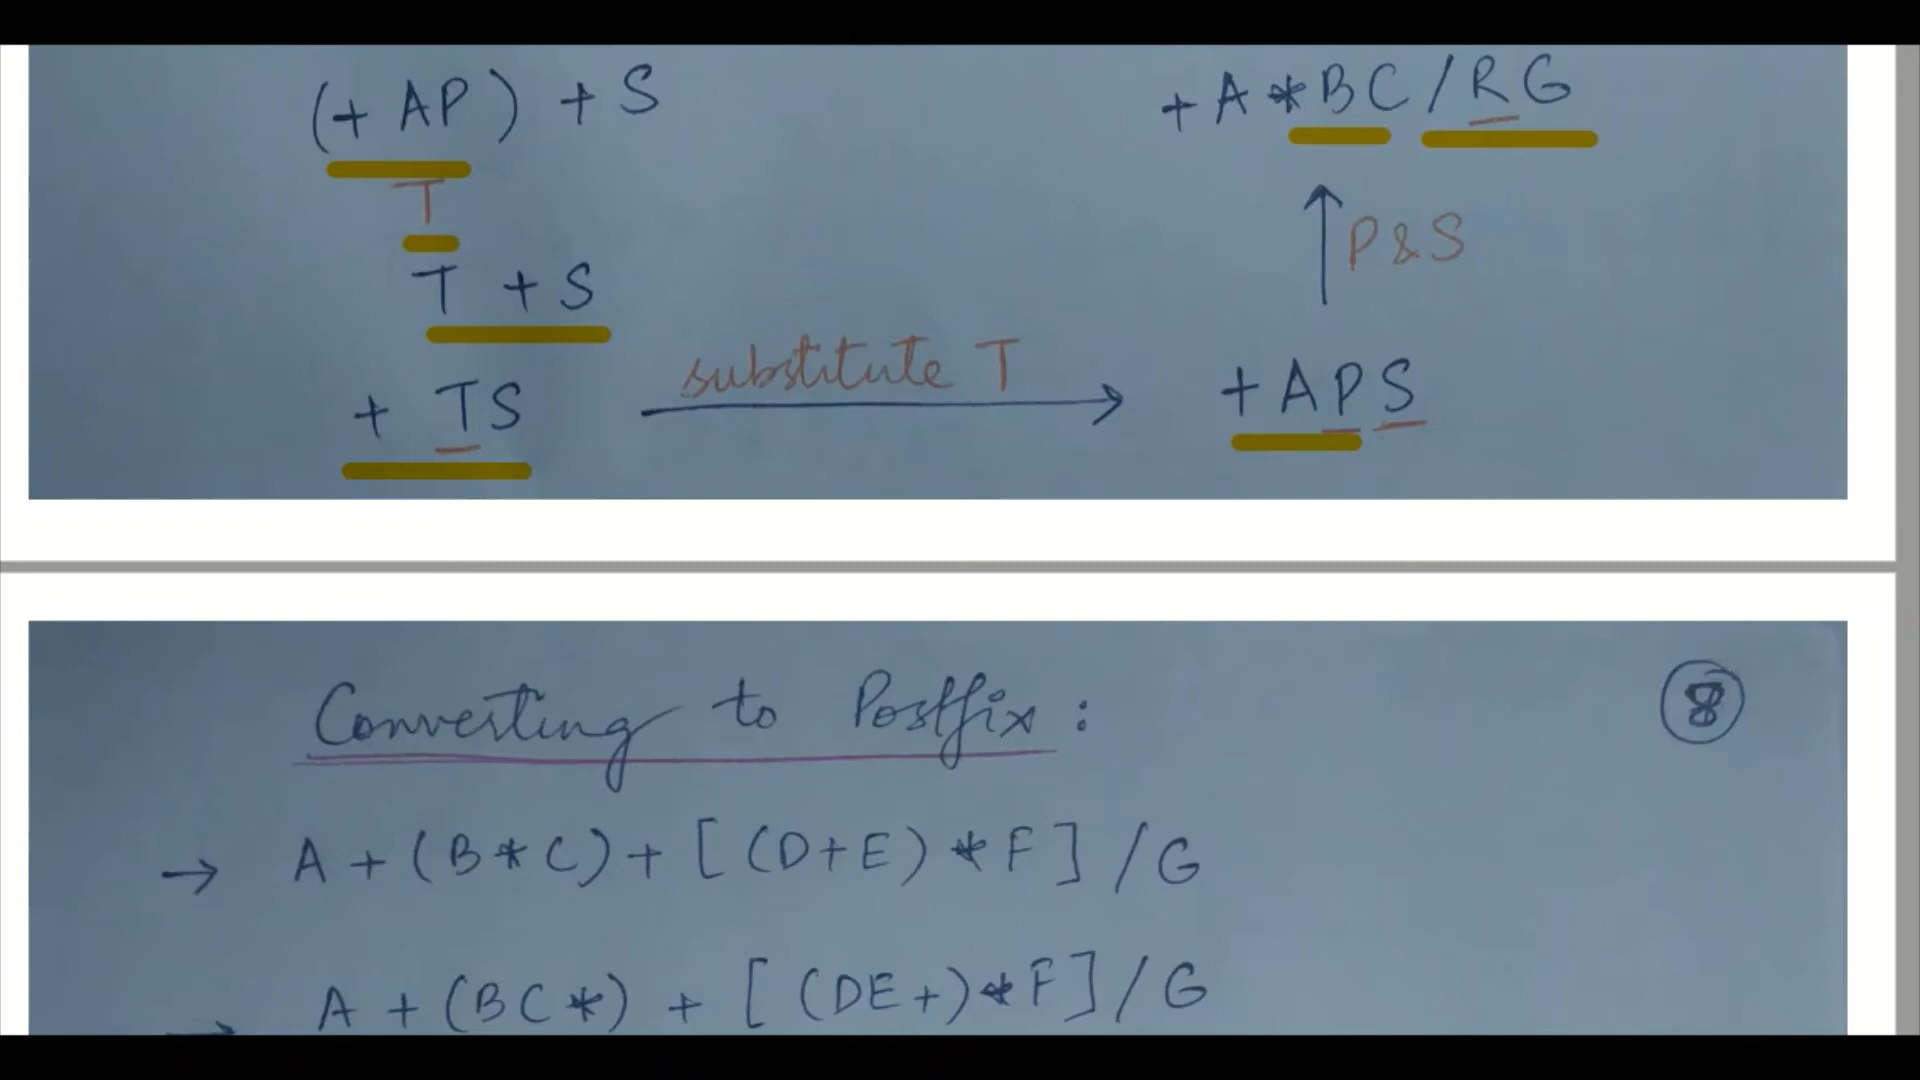 (+ AP) + S
T
T + S
+ TS
substitute T
+ APS
P & S
+ A * BC / RG
Converting to Postfix :
8
→ A + (B * C) + [(D + E) * F] / G
→ A + (BC *) + [(DE +) * F] / G